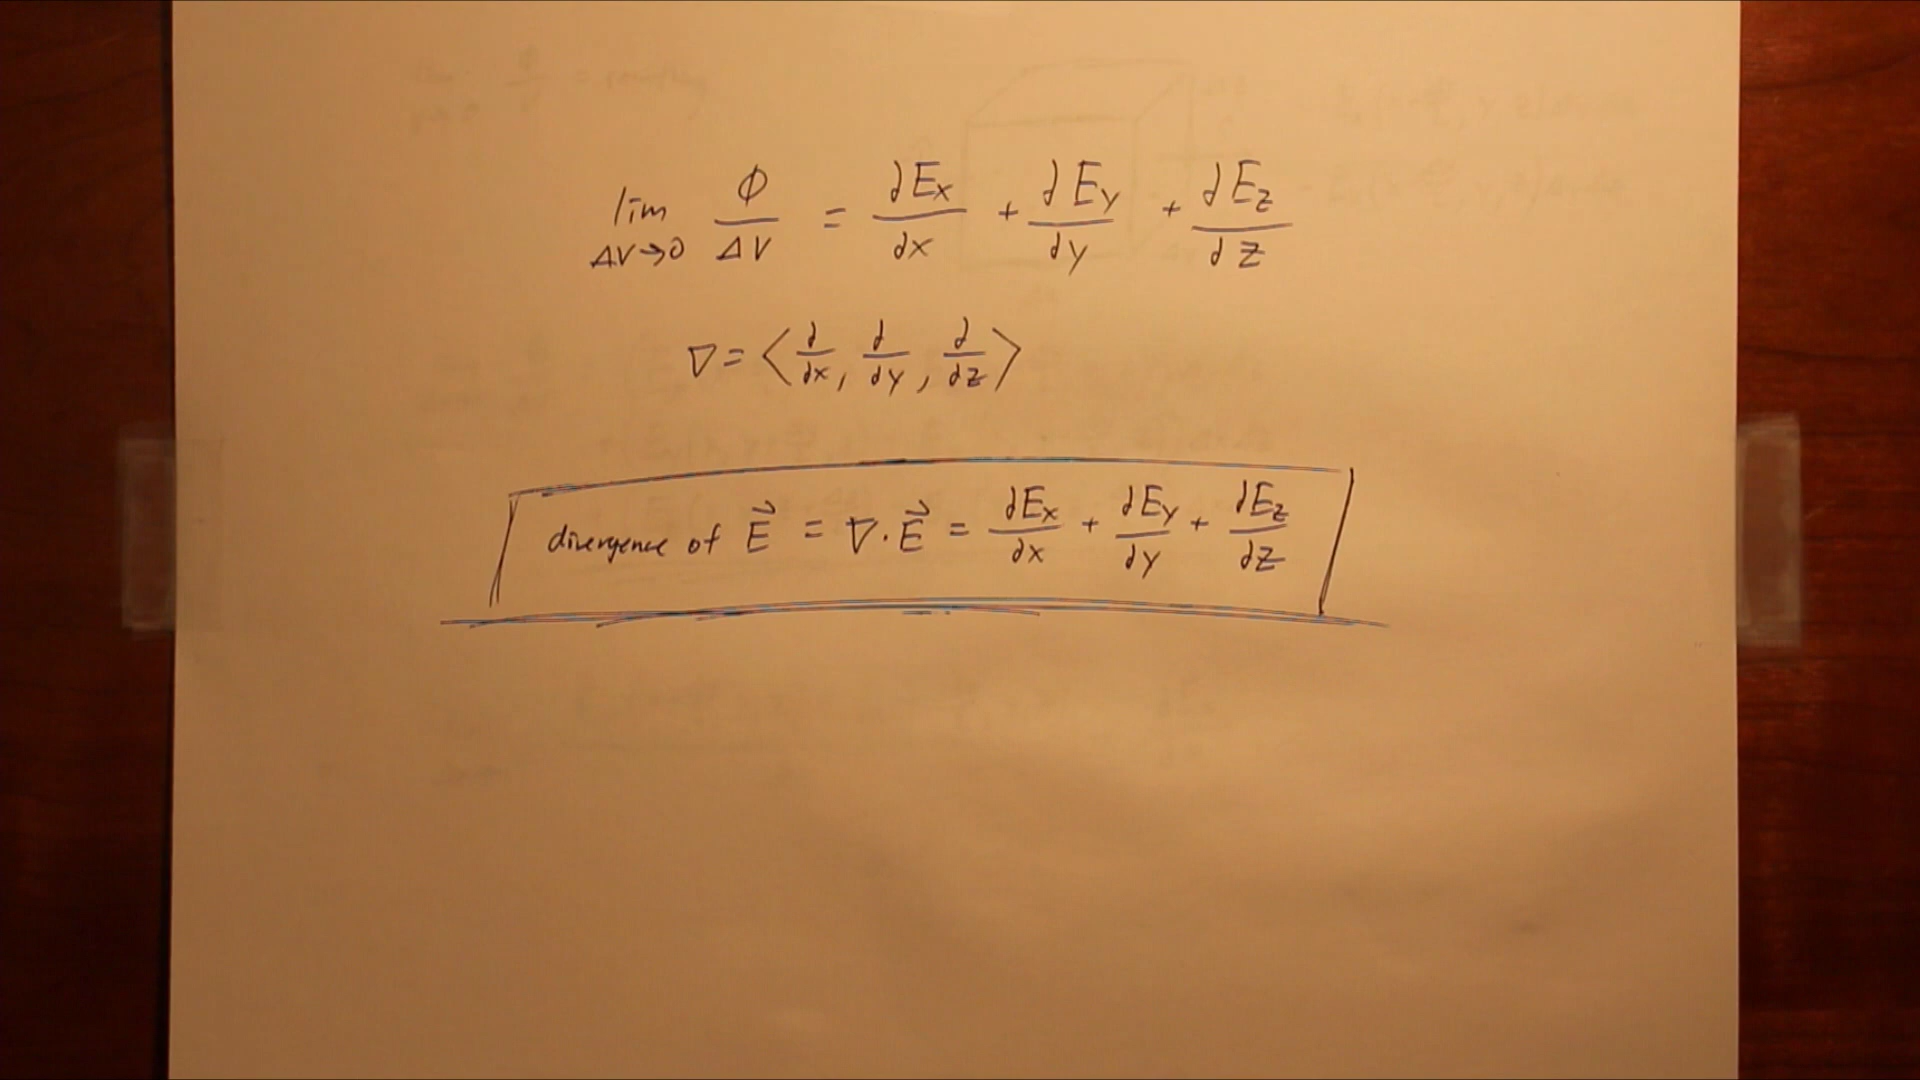 lim ΔV→0 Φ/ΔV = ∂Ex/∂x + ∂Ey/∂y + ∂Ez/∂z
∇ = ⟨∂/∂x, ∂/∂y, ∂/∂z⟩
divergence of E⃗ = ∇·E⃗ = ∂Ex/∂x + ∂Ey/∂y + ∂Ez/∂z